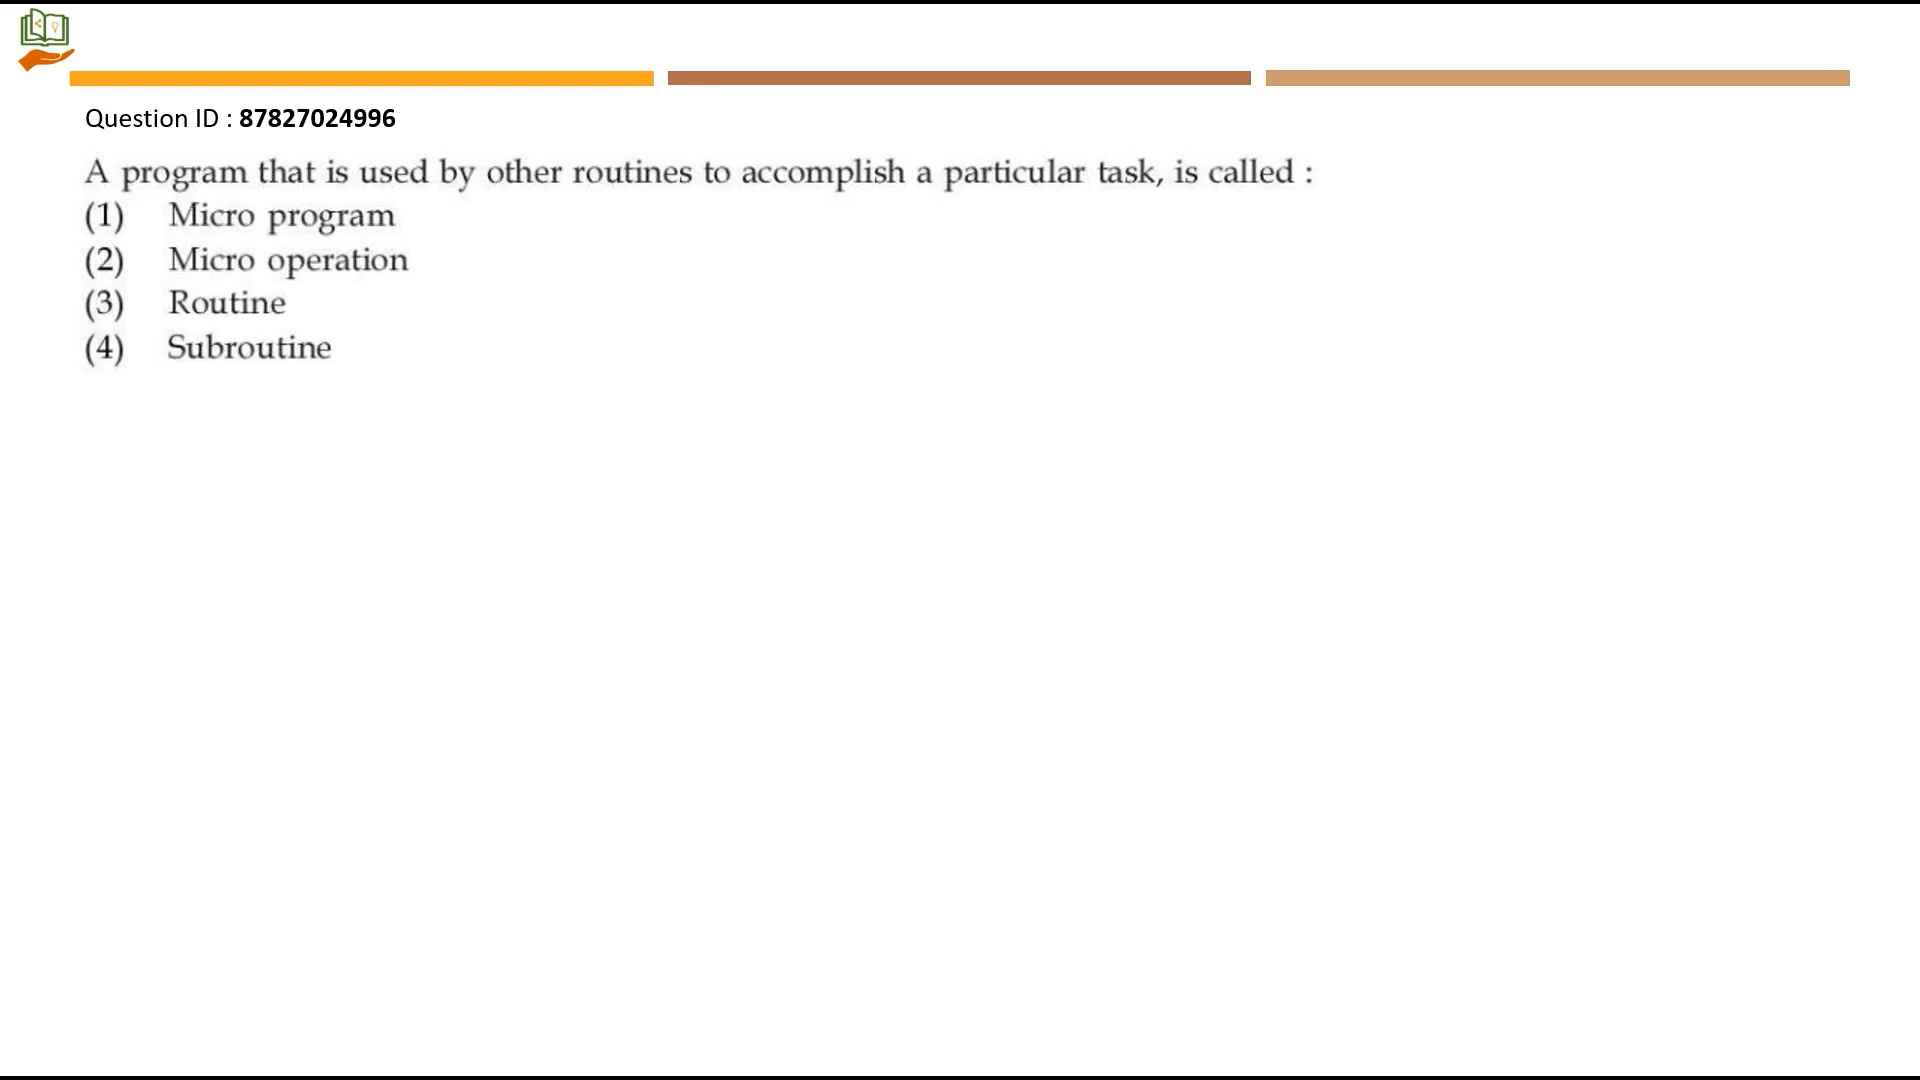 Question ID : 87827024996
A program that is used by other routines to accomplish a particular task, is called :
(1) Micro program
(2) Micro operation
(3) Routine
(4) Subroutine